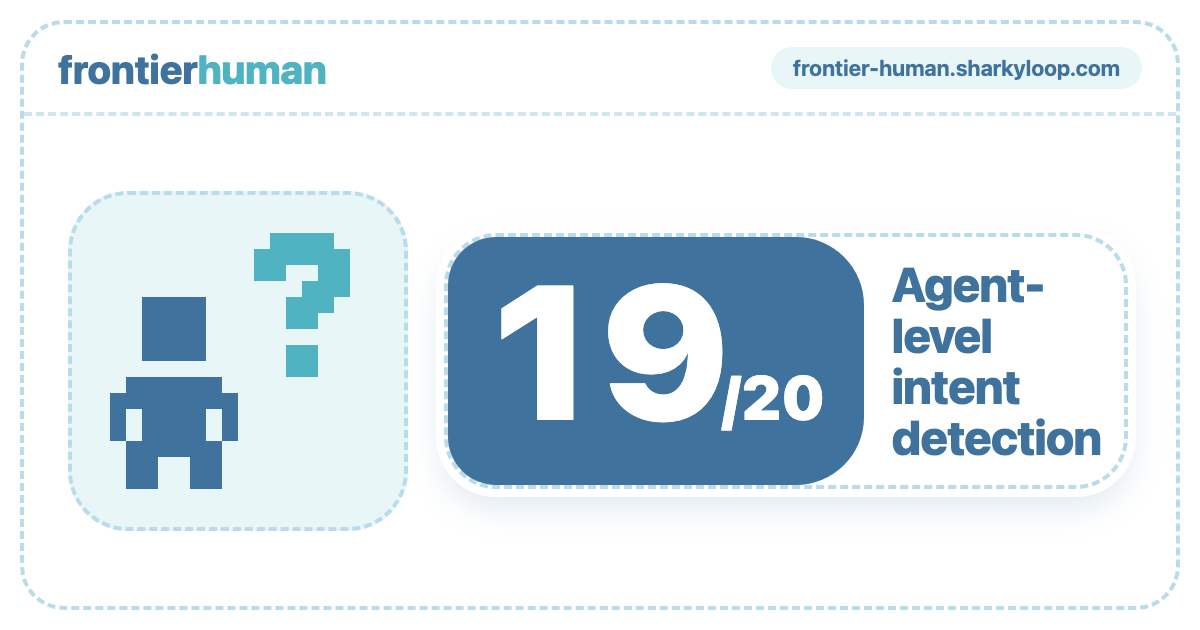 frontierhuman
frontier-human.sharkyloop.com
?
19/20
Agent-
level
intent
detection